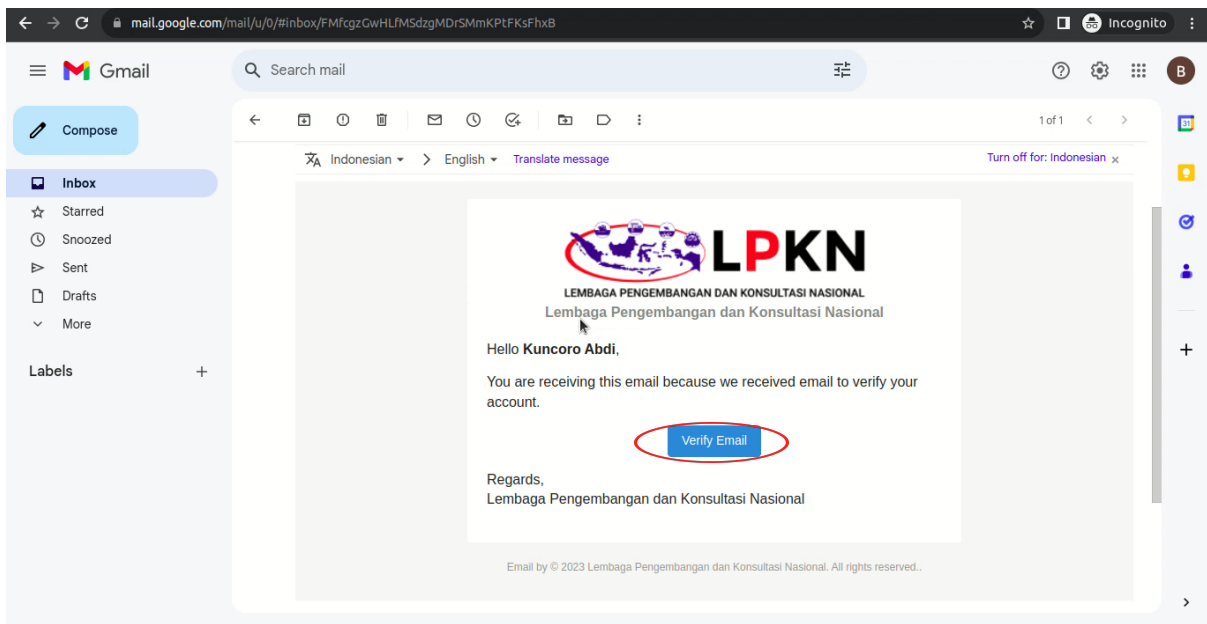 mail.google.com/mail/u/0/#inbox/FMfcgzGwHLfMSdzgMDrSMmKPtFKsFhxB
Incognito
Gmail
Search mail
B
Compose
1 of 1
31
Indonesian
English
Translate message
Turn off for: Indonesian
Inbox
Starred
Snoozed
Sent
Drafts
More
Labels
LPKN
LEMBAGA PENGEMBANGAN DAN KONSULTASI NASIONAL
Lembaga Pengembangan dan Konsultasi Nasional
Hello Kuncoro Abdi,
You are receiving this email because we received email to verify your
account.
Verify Email
Regards,
Lembaga Pengembangan dan Konsultasi Nasional
Email by © 2023 Lembaga Pengembangan dan Konsultasi Nasional. All rights reserved..